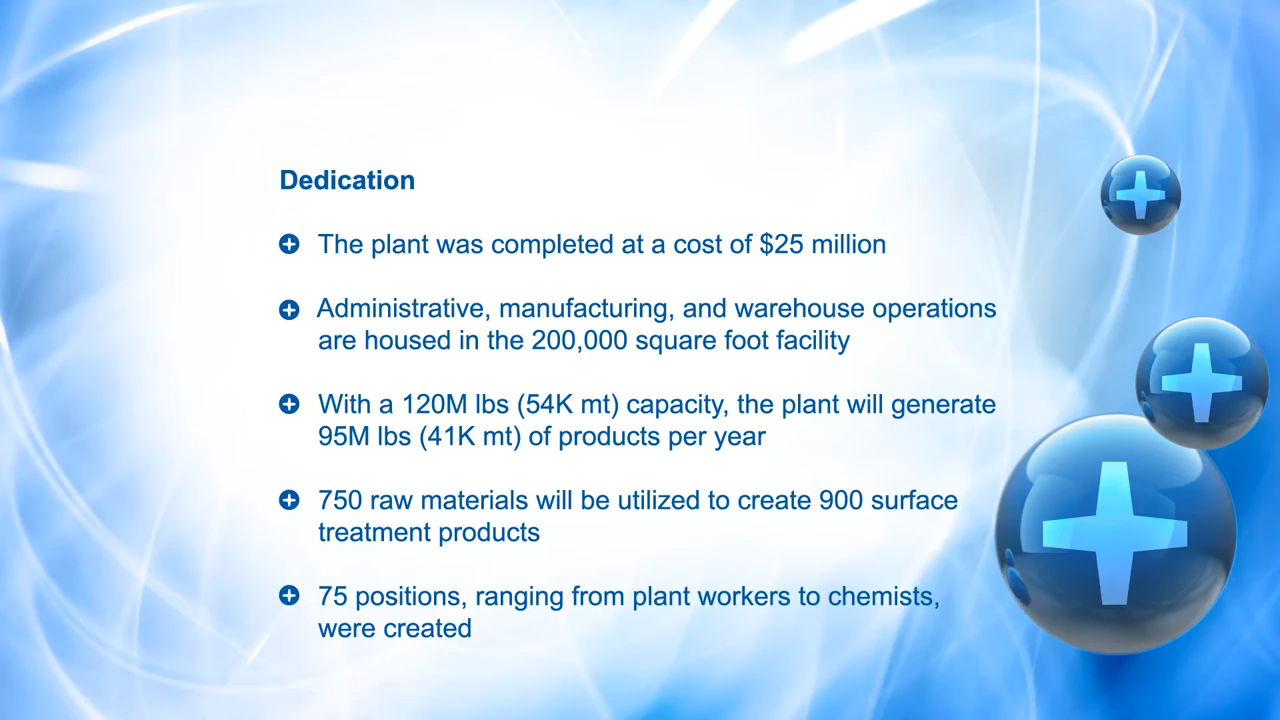 Dedication
The plant was completed at a cost of $25 million
Administrative, manufacturing, and warehouse operations
are housed in the 200,000 square foot facility
With a 120M lbs (54K mt) capacity, the plant will generate
95M lbs (41K mt) of products per year
750 raw materials will be utilized to create 900 surface
treatment products
75 positions, ranging from plant workers to chemists,
were created